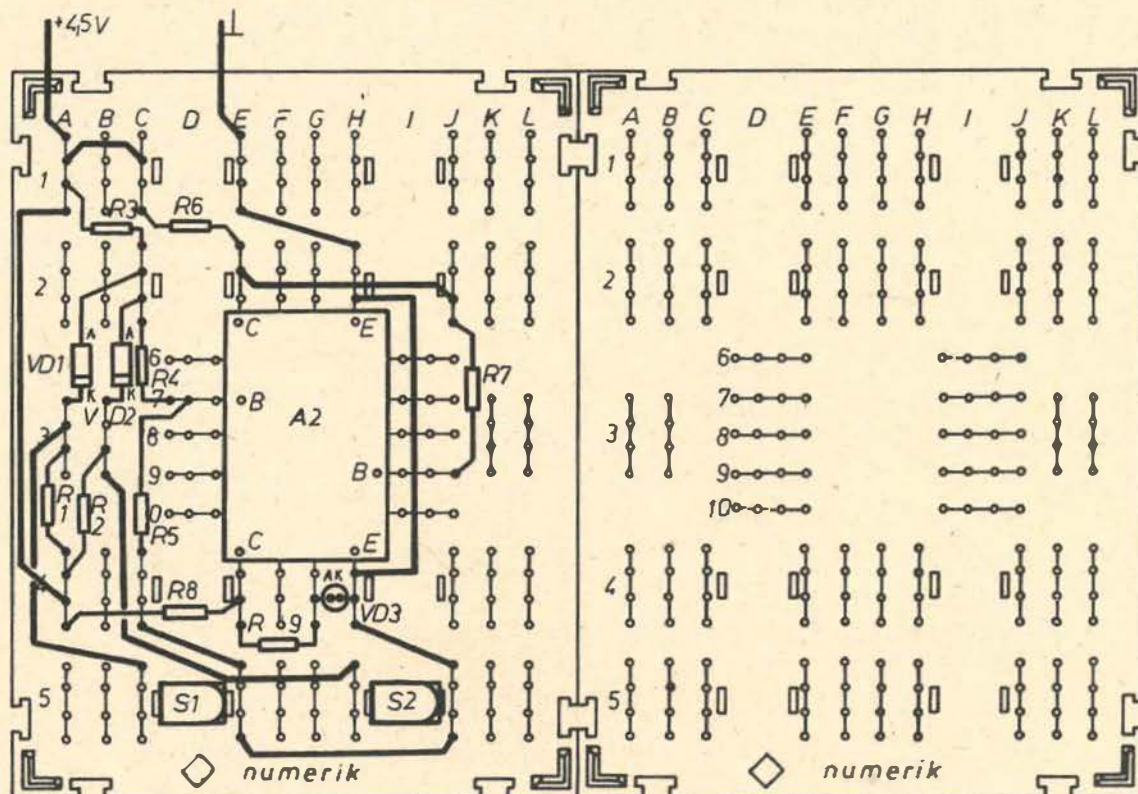 +4,5V ⊥
A B C D E F G H I J K L
A B C D E F G H I J K L
1
R3 R6
2
C E
VD1 A A
6
R4
K K
V D2
7
B A2
R7
3
8
9
B
R1
R2
0
R5
C E
4
R8
AK
VD3
R 9
5
S1 S2
numerik
1
2
6
7
3
8
9
10
4
5
numerik